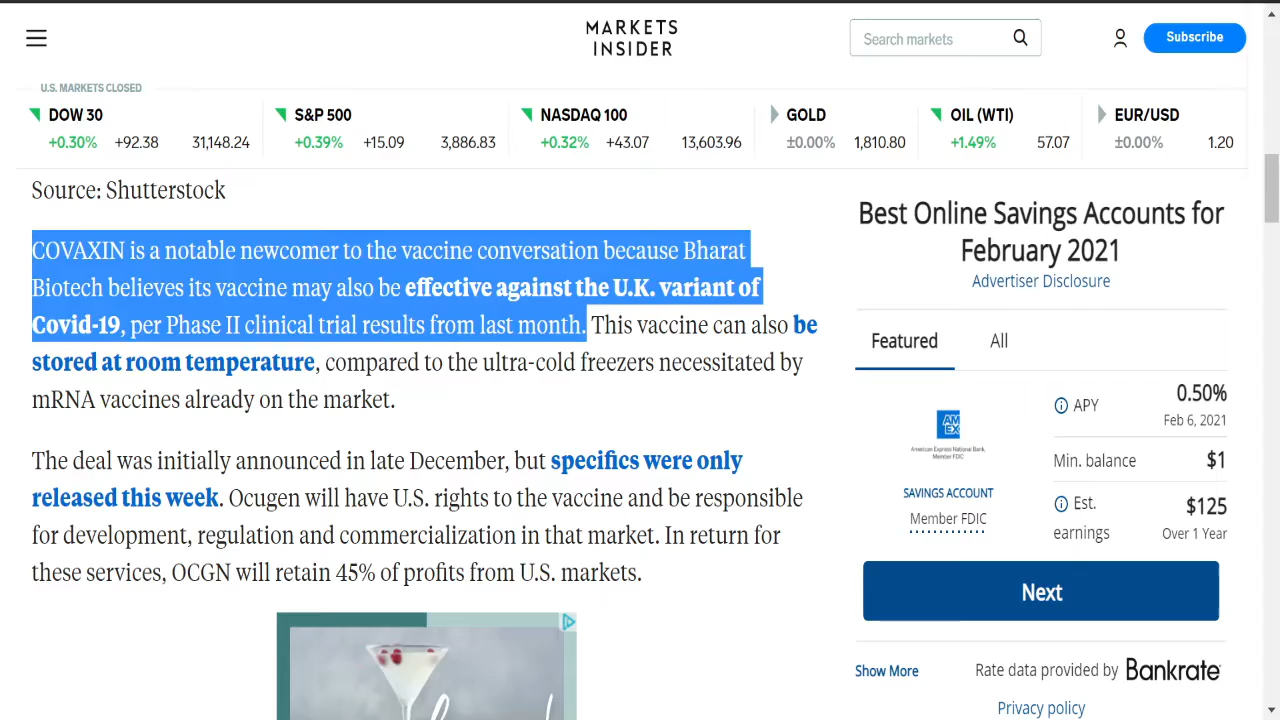 MARKETS
INSIDER
Search markets
Subscribe
U.S. MARKETS CLOSED
DOW 30
+0.30% +92.38 31,148.24
S&P 500
+0.39% +15.09 3,886.83
NASDAQ 100
+0.32% +43.07 13,603.96
GOLD
±0.00% 1,810.80
OIL (WTI)
+1.49% 57.07
EUR/USD
±0.00% 1.20
Source: Shutterstock
COVAXIN is a notable newcomer to the vaccine conversation because Bharat
Biotech believes its vaccine may also be effective against the U.K. variant of
Covid-19, per Phase II clinical trial results from last month. This vaccine can also be
stored at room temperature, compared to the ultra-cold freezers necessitated by
mRNA vaccines already on the market.
The deal was initially announced in late December, but specifics were only
released this week. Ocugen will have U.S. rights to the vaccine and be responsible
for development, regulation and commercialization in that market. In return for
these services, OCGN will retain 45% of profits from U.S. markets.
Best Online Savings Accounts for
February 2021
Advertiser Disclosure
Featured All
AM
EX
American Express National Bank,
Member FDIC
SAVINGS ACCOUNT
Member FDIC
APY 0.50%
Feb 6, 2021
Min. balance $1
Est.
earnings
$125
Over 1 Year
Next
Show More
Rate data provided by Bankrate
Privacy policy